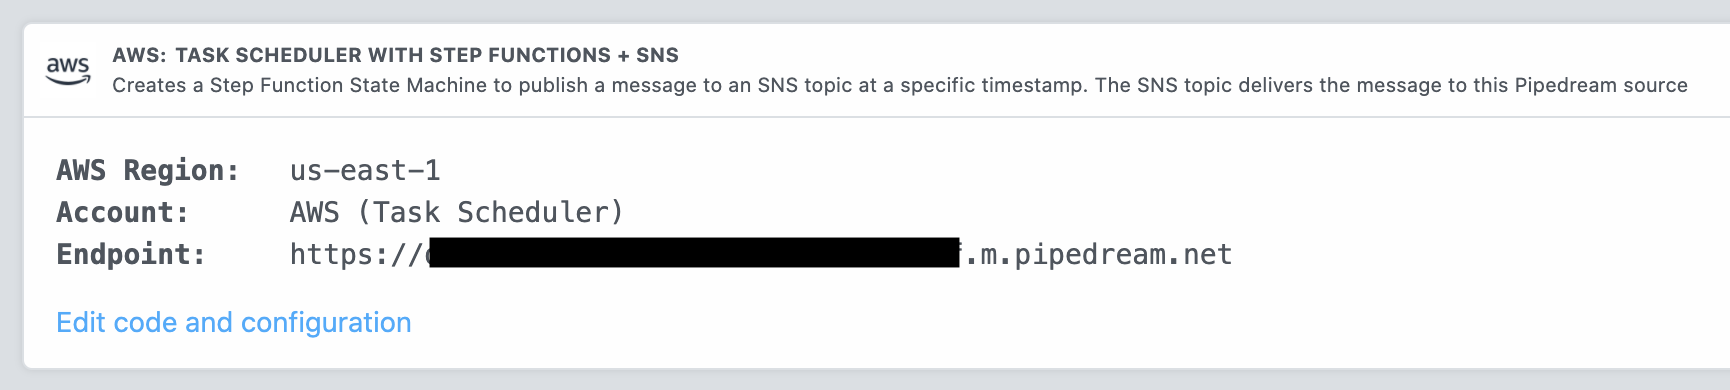 aws
AWS: TASK SCHEDULER WITH STEP FUNCTIONS + SNS
Creates a Step Function State Machine to publish a message to an SNS topic at a specific timestamp. The SNS topic delivers the message to this Pipedream source
AWS Region: us-east-1
Account: AWS (Task Scheduler)
Endpoint: https:// .m.pipedream.net
Edit code and configuration